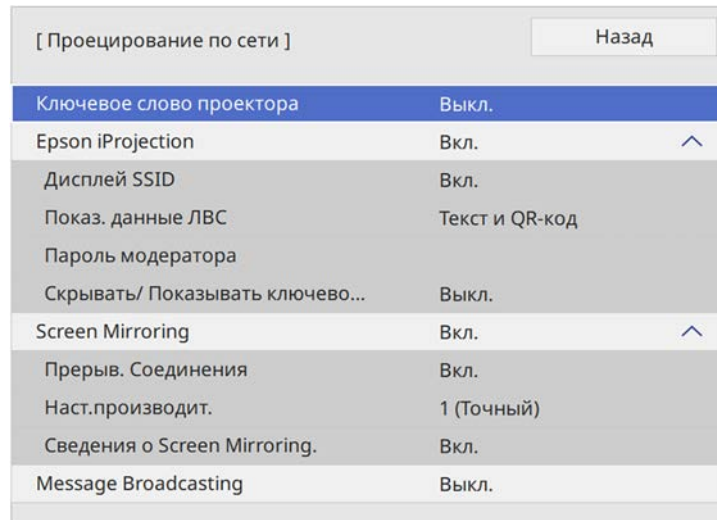 [ Проецирование по сети ] Назад
Ключевое слово проектора Выкл.
Epson iProjection Вкл.
Дисплей SSID Вкл.
Показ. данные ЛВС Текст и QR-код
Пароль модератора
Скрывать/ Показывать ключево... Выкл.
Screen Mirroring Вкл.
Прерыв. Соединения Вкл.
Наст.производит. 1 (Точный)
Сведения о Screen Mirroring. Вкл.
Message Broadcasting Выкл.